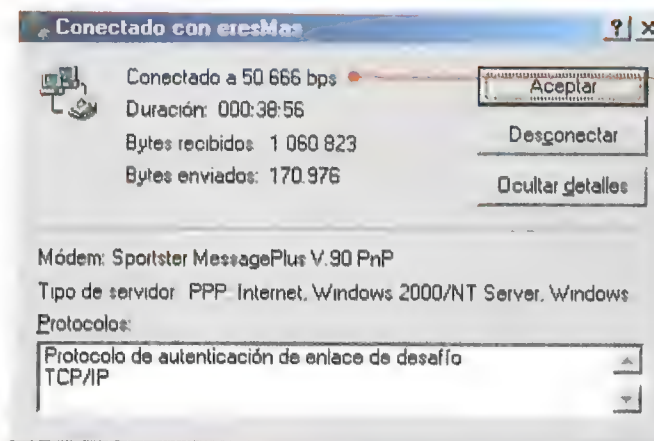 Conectado con eresMas
? x
Conectado a 50 666 bps
Aceptar
Duración: 000:38:56
Desconectar
Bytes recibidos 1 060 823
Bytes enviados: 170.976
Ocultar detalles
Módem: Sportster MessagePlus V.90 PnP
Tipo de servidor PPP: Internet, Windows 2000/NT Server, Windows
Protocolos:
Protocolo de autenticación de enlace de desafío
TCP/IP